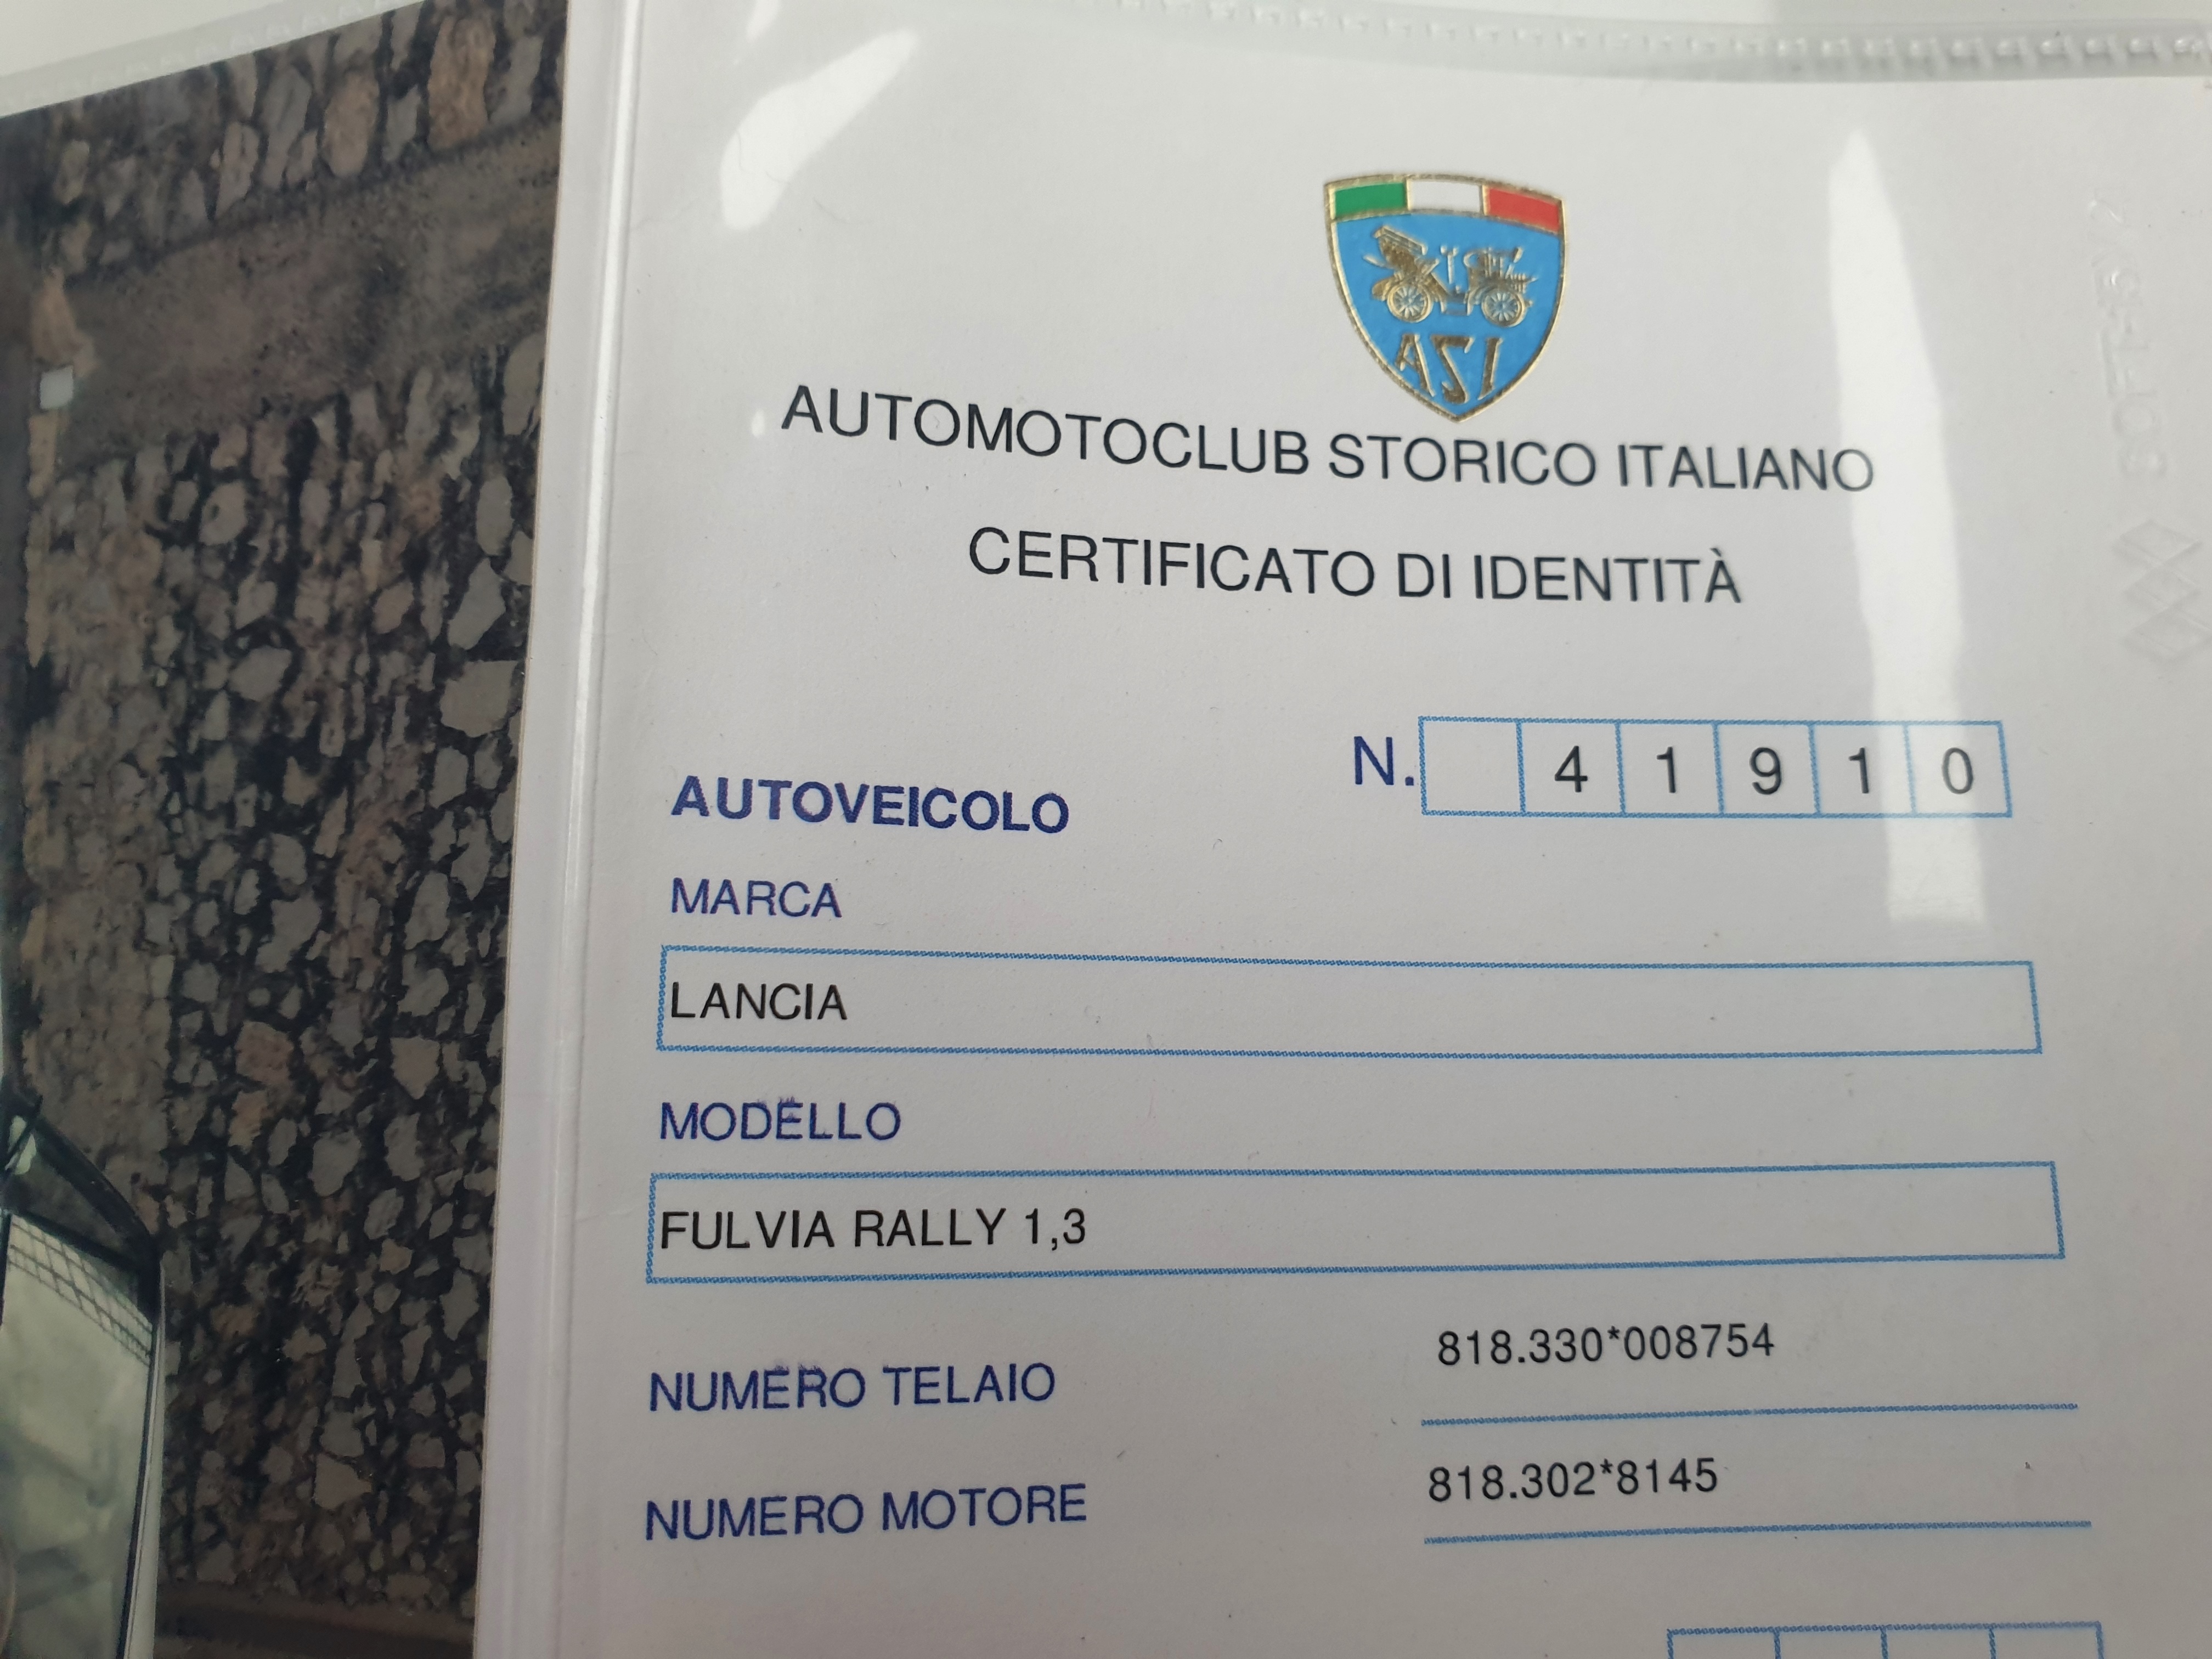 ASI
AUTOMOTOCLUB STORICO ITALIANO
CERTIFICATO DI IDENTITÀ
N. 41910
AUTOVEICOLO
MARCA
LANCIA
MODELLO
FULVIA RALLY 1,3
NUMERO TELAIO 818.330*008754
NUMERO MOTORE 818.302*8145